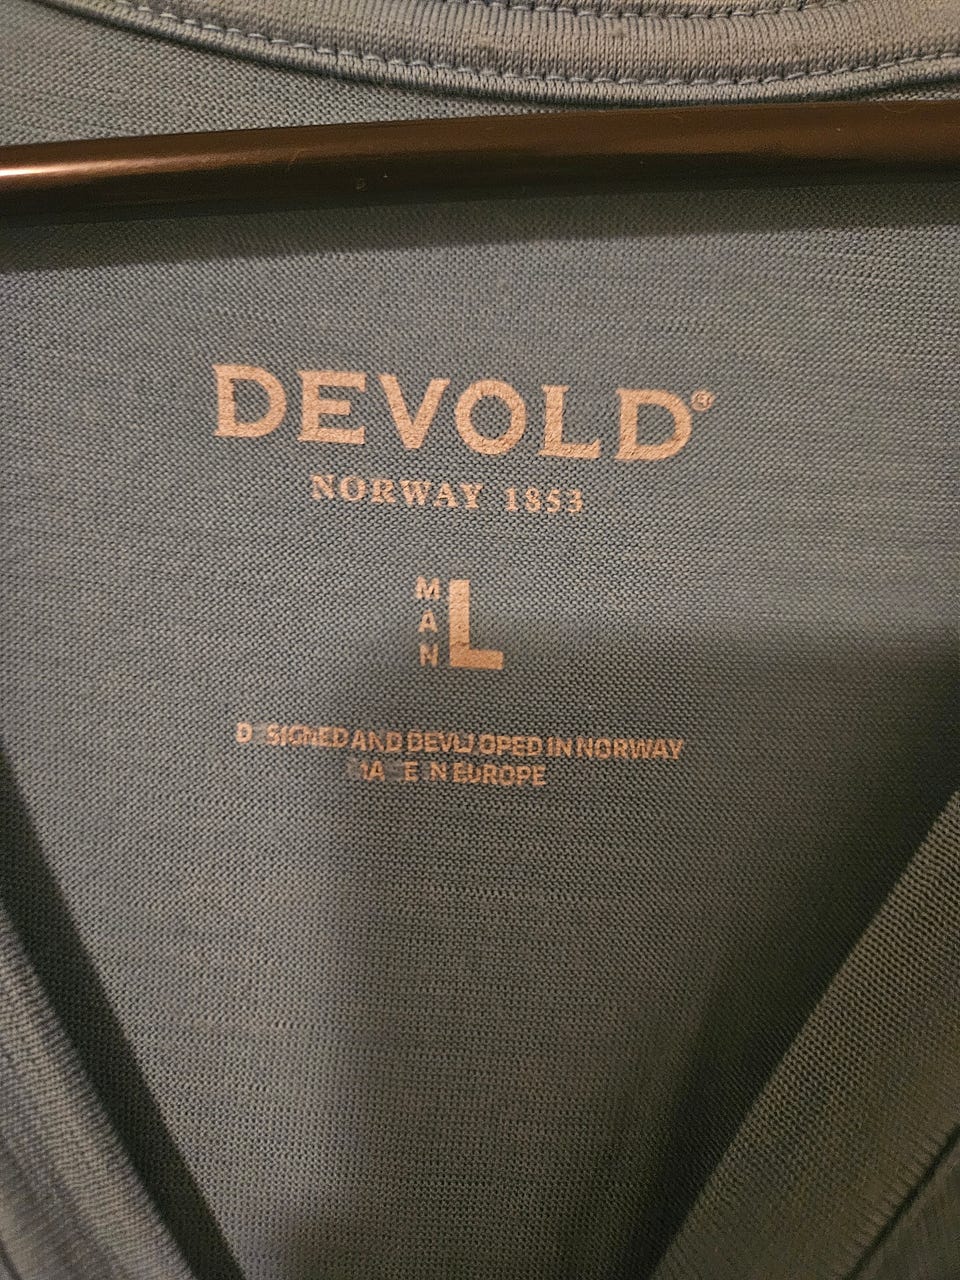 DEVOLD®
NORWAY 1853
MAN L
DESIGNED AND DEVELOPED IN NORWAY
MADE IN EUROPE